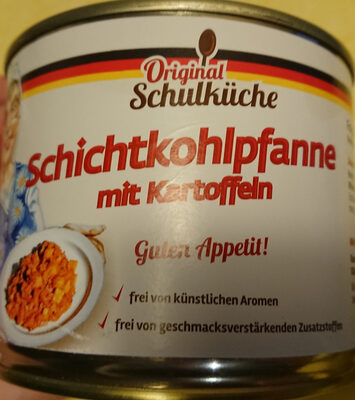 Original
Schulküche
Schichtkohlpfanne
mit Kartoffeln
Guten Appetit!
✓ frei von künstlichen Aromen
✓ frei von geschmacksverstärkenden Zusatzstoffen